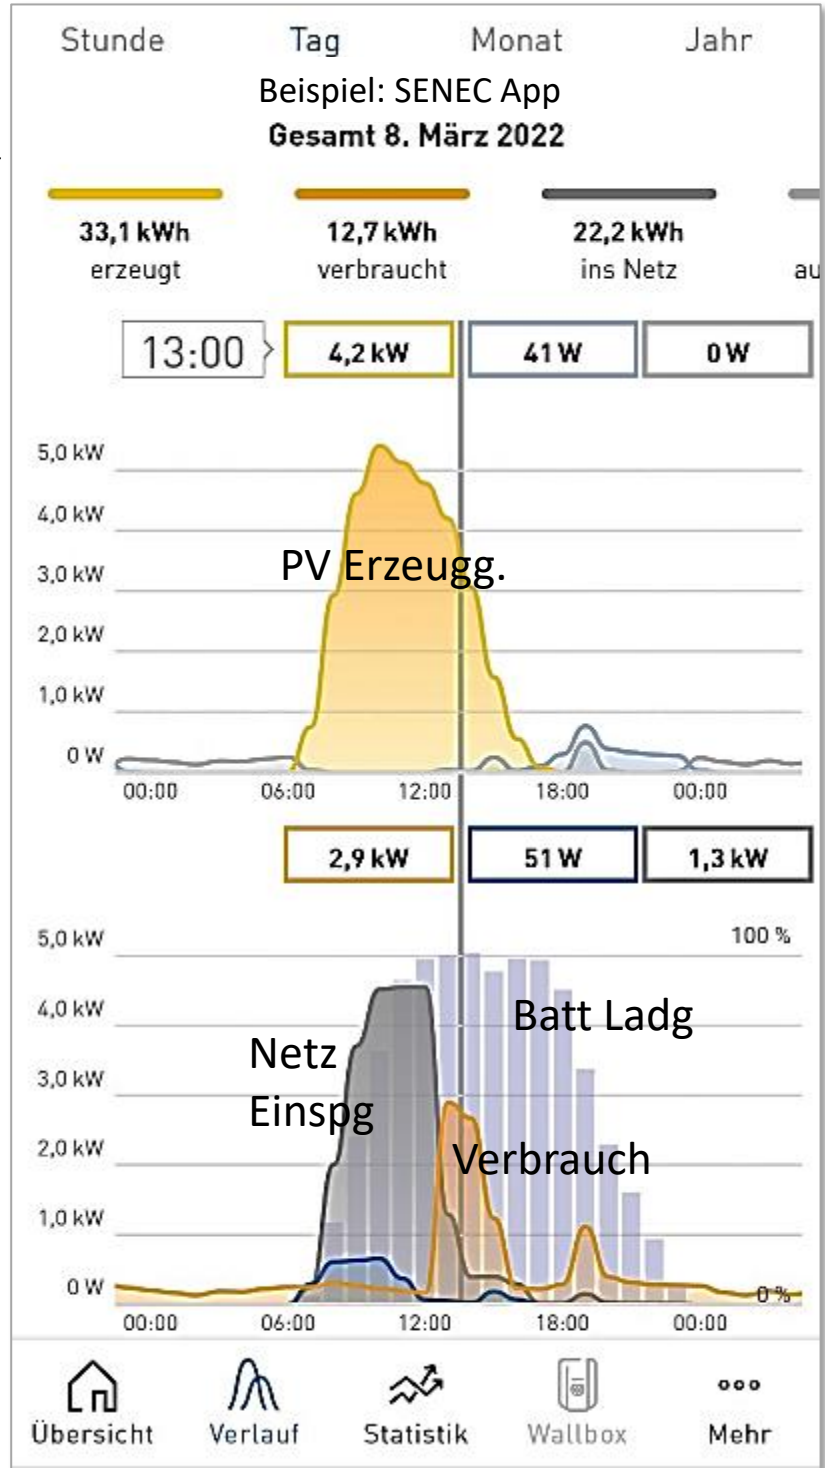 Stunde Tag Monat Jahr
Beispiel: SENEC App
Gesamt 8. März 2022
33,1 kWh 12,7 kWh 22,2 kWh
erzeugt verbraucht ins Netz au
13:00 4,2 kW 41 W 0 W
5,0 kW
4,0 kW
PV Erzeugg.
3,0 kW
2,0 kW
1,0 kW
0 W
00:00 06:00 12:00 18:00 00:00
2,9 kW 51 W 1,3 kW
5,0 kW 100 %
4,0 kW Batt Ladg
Netz
3,0 kW
Einspg
2,0 kW Verbrauch
1,0 kW
0 W 0 %
00:00 06:00 12:00 18:00 00:00
Übersicht Verlauf Statistik Wallbox Mehr